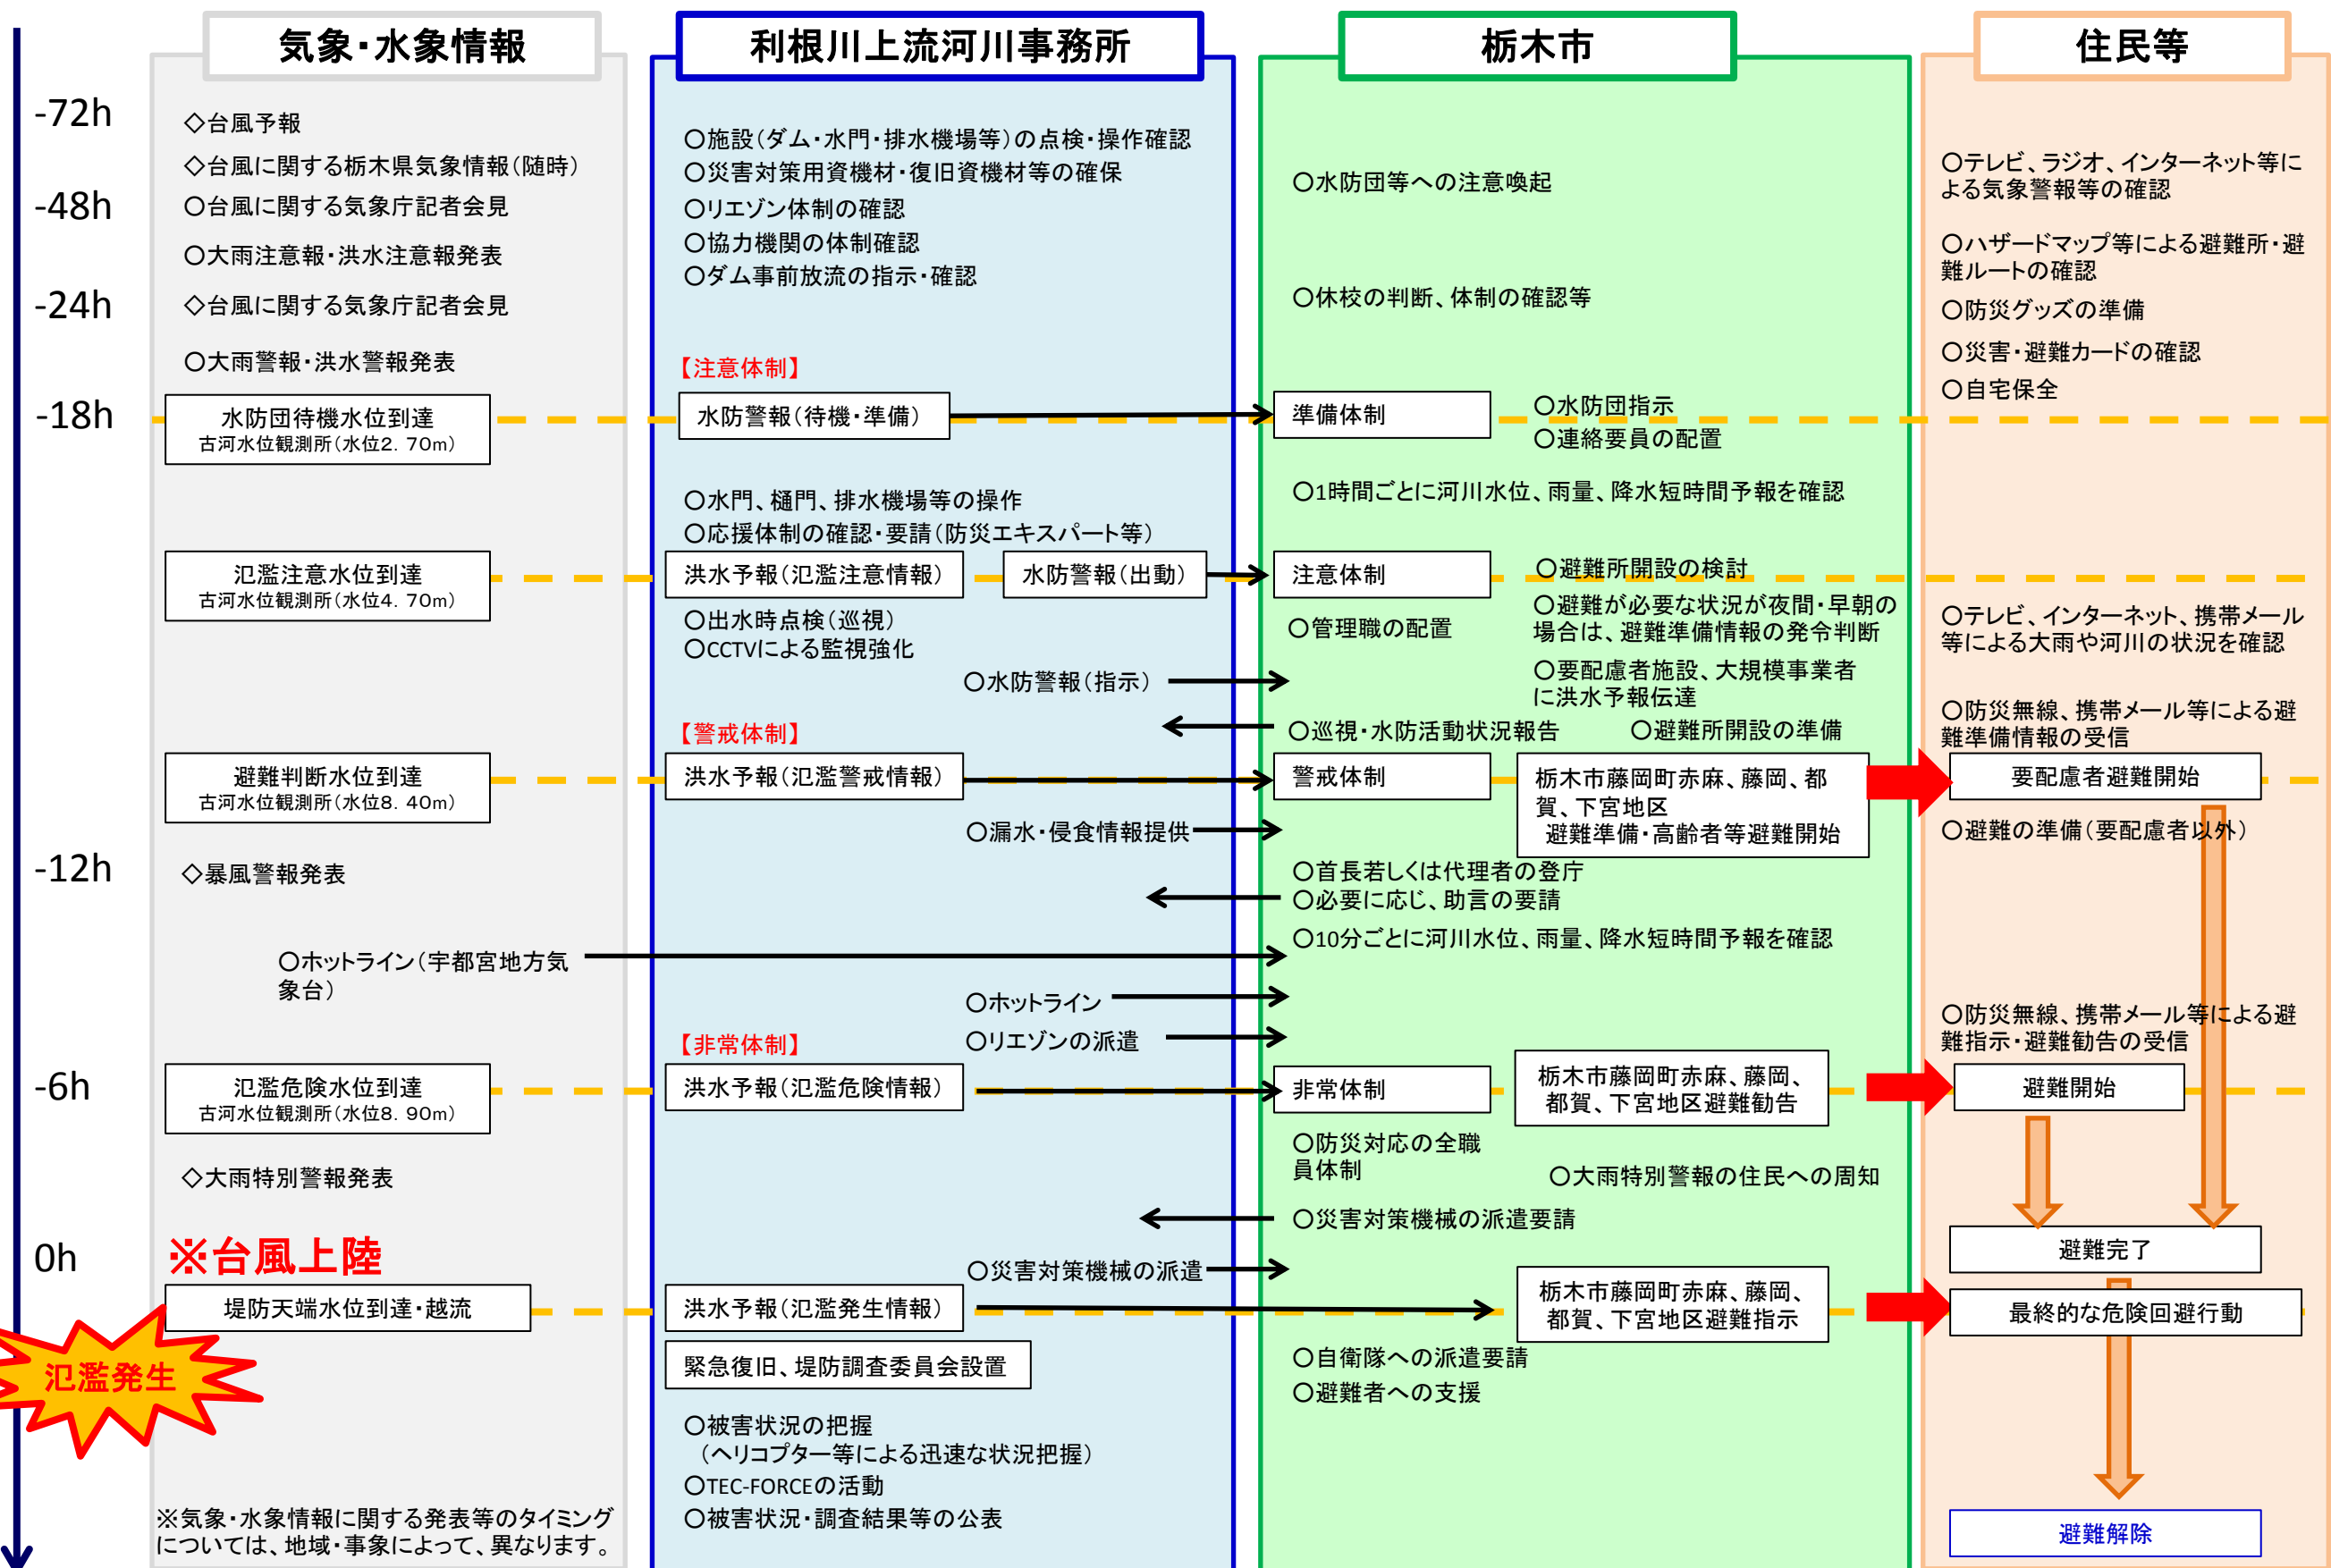 気象・水象情報
利根川上流河川事務所
栃木市
住民等
-72h
-48h
-24h
-18h
-12h
-6h
0h
◇台風予報
◇台風に関する栃木県気象情報(随時)
〇台風に関する気象庁記者会見
〇大雨注意報・洪水注意報発表
◇台風に関する気象庁記者会見
〇大雨警報・洪水警報発表
水防団待機水位到達
古河水位観測所(水位2. 70m)
氾濫注意水位到達
古河水位観測所(水位4. 70m)
避難判断水位到達
古河水位観測所(水位8. 40m)
◇暴風警報発表
〇ホットライン(宇都宮地方気
象台)
氾濫危険水位到達
古河水位観測所(水位8. 90m)
◇大雨特別警報発表
※台風上陸
堤防天端水位到達・越流
氾濫発生
※気象・水象情報に関する発表等のタイミング
については、地域・事象によって、異なります。
〇施設(ダム・水門・排水機場等)の点検・操作確認
〇災害対策用資機材・復旧資機材等の確保
〇リエゾン体制の確認
〇協力機関の体制確認
〇ダム事前放流の指示・確認
【注意体制】
水防警報(待機・準備)
〇水門、樋門、排水機場等の操作
〇応援体制の確認・要請(防災エキスパート等)
洪水予報(氾濫注意情報)
水防警報(出動)
〇出水時点検(巡視)
〇CCTVによる監視強化
〇水防警報(指示)
【警戒体制】
洪水予報(氾濫警戒情報)
〇漏水・侵食情報提供
〇ホットライン
〇リエゾンの派遣
【非常体制】
洪水予報(氾濫危険情報)
〇災害対策機械の派遣
洪水予報(氾濫発生情報)
緊急復旧、堤防調査委員会設置
〇被害状況の把握
(ヘリコプター等による迅速な状況把握)
〇TEC-FORCEの活動
〇被害状況・調査結果等の公表
〇水防団等への注意喚起
〇休校の判断、体制の確認等
準備体制
〇水防団指示
〇連絡要員の配置
〇1時間ごとに河川水位、雨量、降水短時間予報を確認
注意体制
〇避難所開設の検討
〇管理職の配置
〇避難が必要な状況が夜間・早朝の
場合は、避難準備情報の発令判断
〇要配慮者施設、大規模事業者
に洪水予報伝達
〇巡視・水防活動状況報告
〇避難所開設の準備
警戒体制
栃木市藤岡町赤麻、藤岡、都
賀、下宮地区
避難準備・高齢者等避難開始
〇首長若しくは代理者の登庁
〇必要に応じ、助言の要請
〇10分ごとに河川水位、雨量、降水短時間予報を確認
非常体制
栃木市藤岡町赤麻、藤岡、
都賀、下宮地区避難勧告
〇防災対応の全職
員体制
〇大雨特別警報の住民への周知
〇災害対策機械の派遣要請
栃木市藤岡町赤麻、藤岡、
都賀、下宮地区避難指示
〇自衛隊への派遣要請
〇避難者への支援
〇テレビ、ラジオ、インターネット等に
よる気象警報等の確認
〇ハザードマップ等による避難所・避
難ルートの確認
〇防災グッズの準備
〇災害・避難カードの確認
〇自宅保全
〇テレビ、インターネット、携帯メール
等による大雨や河川の状況を確認
〇防災無線、携帯メール等による避
難準備情報の受信
要配慮者避難開始
〇避難の準備(要配慮者以外)
〇防災無線、携帯メール等による避
難指示・避難勧告の受信
避難開始
避難完了
最終的な危険回避行動
避難解除